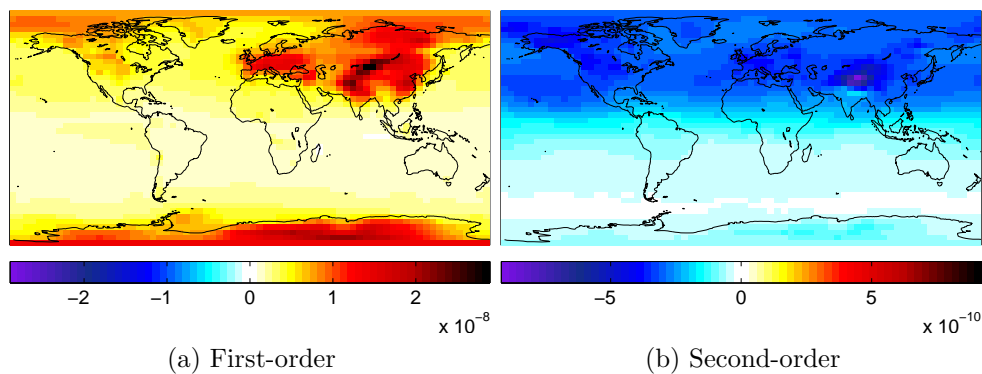 −2 −1 0 1 2
x 10⁻⁸
−5 0 5
x 10⁻¹⁰
(a) First-order
(b) Second-order